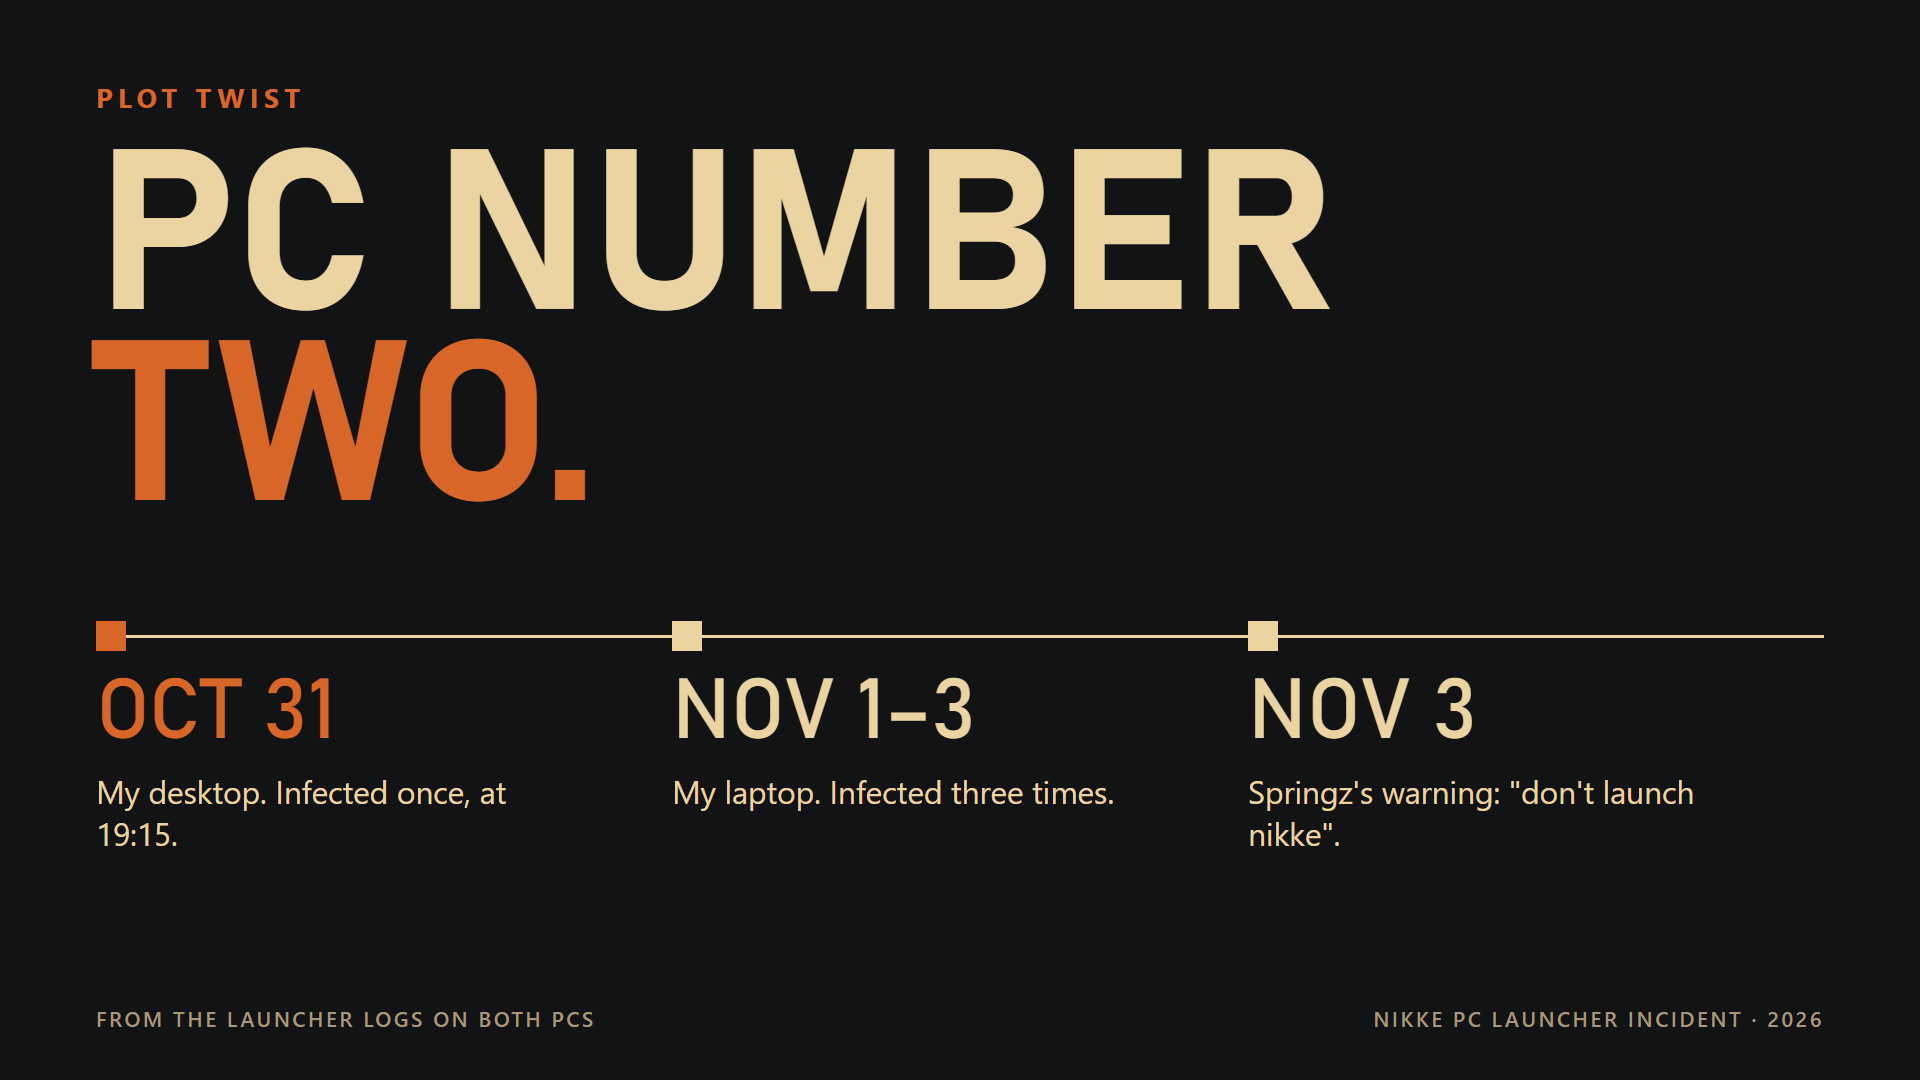 PLOT TWIST
PC NUMBER
TWO.
OCT 31
My desktop. Infected once, at
19:15.
NOV 1–3
My laptop. Infected three times.
NOV 3
Springz's warning: "don't launch
nikke".
FROM THE LAUNCHER LOGS ON BOTH PCS
NIKKE PC LAUNCHER INCIDENT · 2026